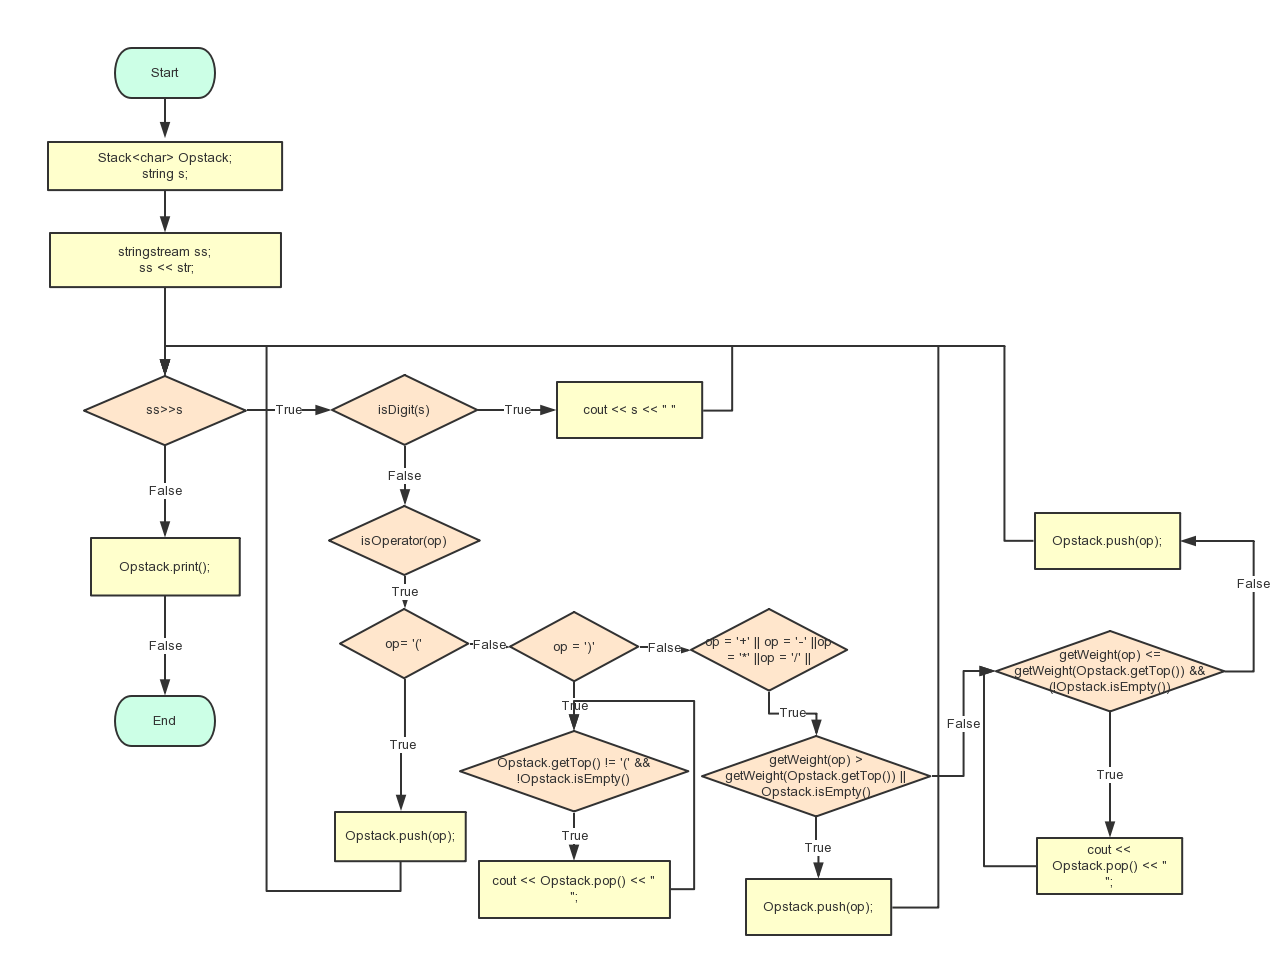 Start
Stack<char> Opstack;
string s;
stringstream ss;
ss << str;
ss>>s
True
isDigit(s)
True
cout << s << " "
False
False
isOperator(op)
Opstack.push(op);
Opstack.print();
False
True
False
op= '('
False
op = ')'
False
op = '+' || op = '-' ||op
= '*' ||op = '/' ||
getWeight(op) <=
getWeight(Opstack.getTop()) &&
(!Opstack.isEmpty())
End
True
True
False
True
Opstack.getTop() != '(' &&
!Opstack.isEmpty()
getWeight(op) >
getWeight(Opstack.getTop()) ||
Opstack.isEmpty()
True
Opstack.push(op);
True
True
cout <<
Opstack.pop() << "
";
cout << Opstack.pop() << "
";
Opstack.push(op);